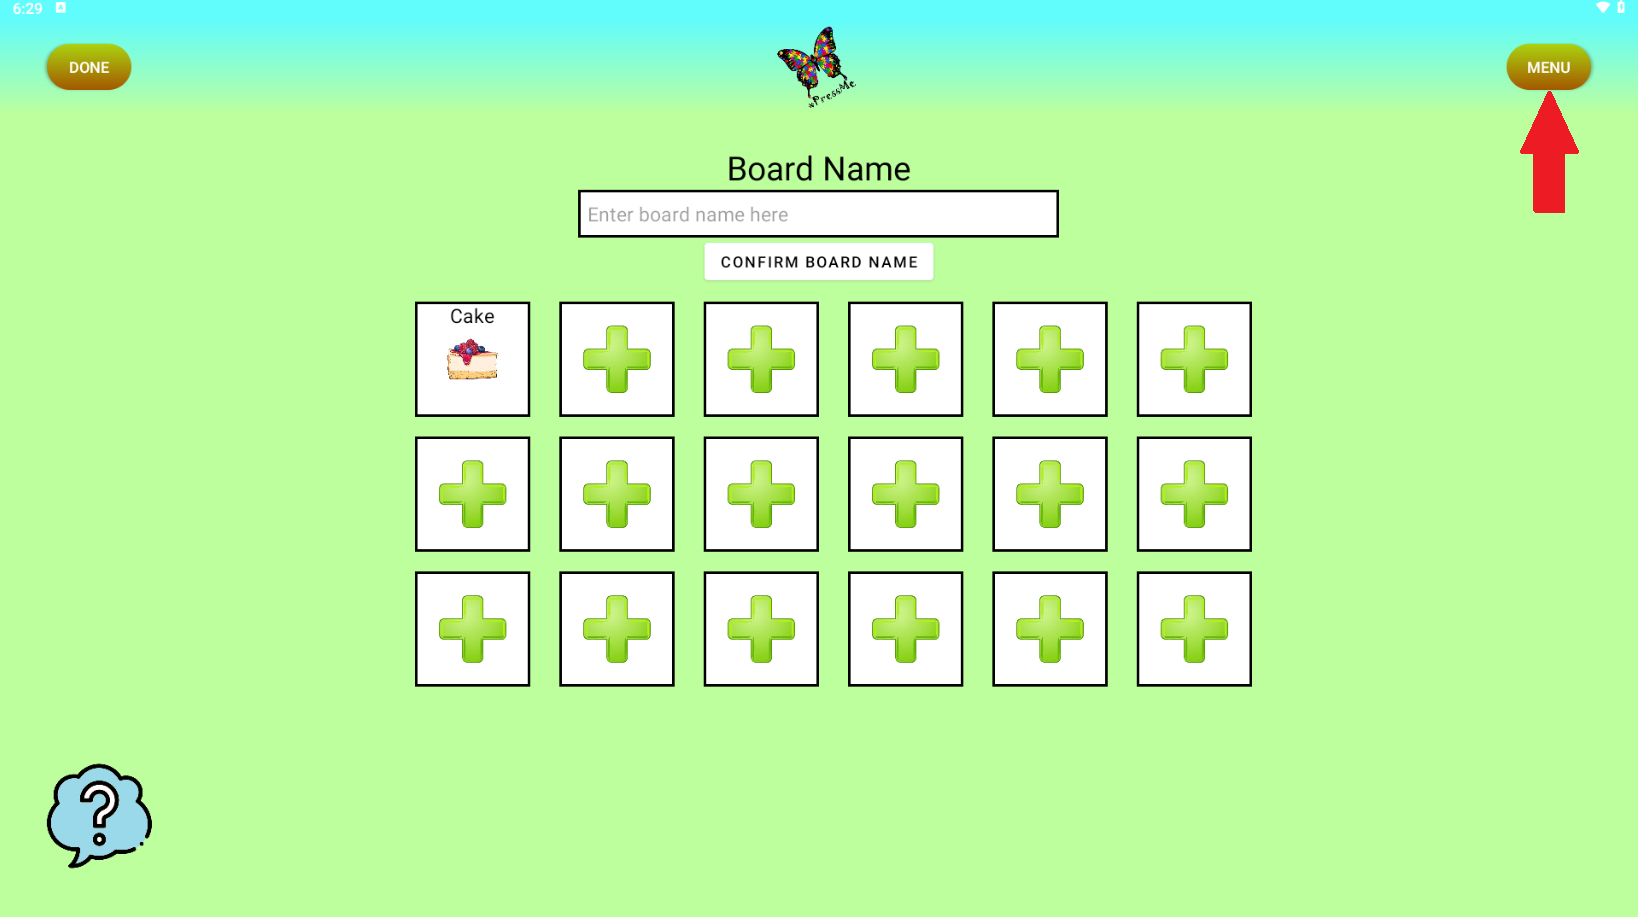 6:29
DONE
xPressMe
MENU
Board Name
Enter board name here
CONFIRM BOARD NAME
Cake
?